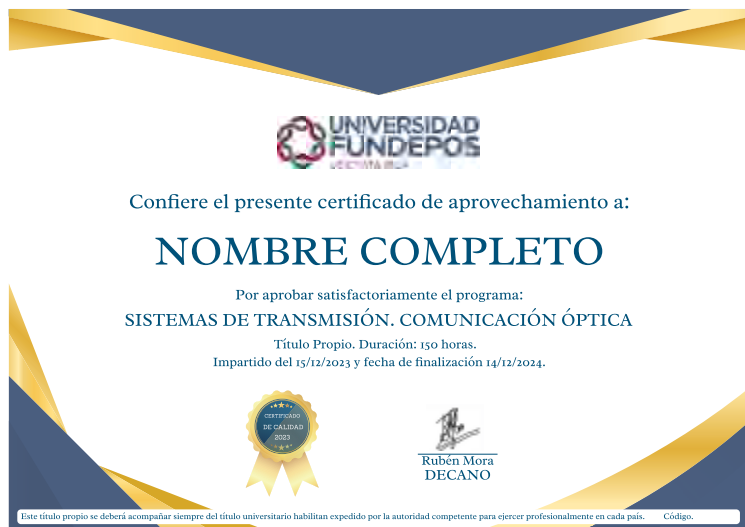 UNIVERSIDAD
FUNDEPOS
Confiere el presente certificado de aprovechamiento a:
NOMBRE COMPLETO
Por aprobar satisfactoriamente el programa:
SISTEMAS DE TRANSMISIÓN. COMUNICACIÓN ÓPTICA
Título Propio. Duración: 150 horas.
Impartido del 15/12/2023 y fecha de finalización 14/12/2024.
CERTIFICADO
DE CALIDAD
2023
Rubén Mora
DECANO
Este título propio se deberá acompañar siempre del título universitario habilitan expedido por la autoridad competente para ejercer profesionalmente en cada país. Código.